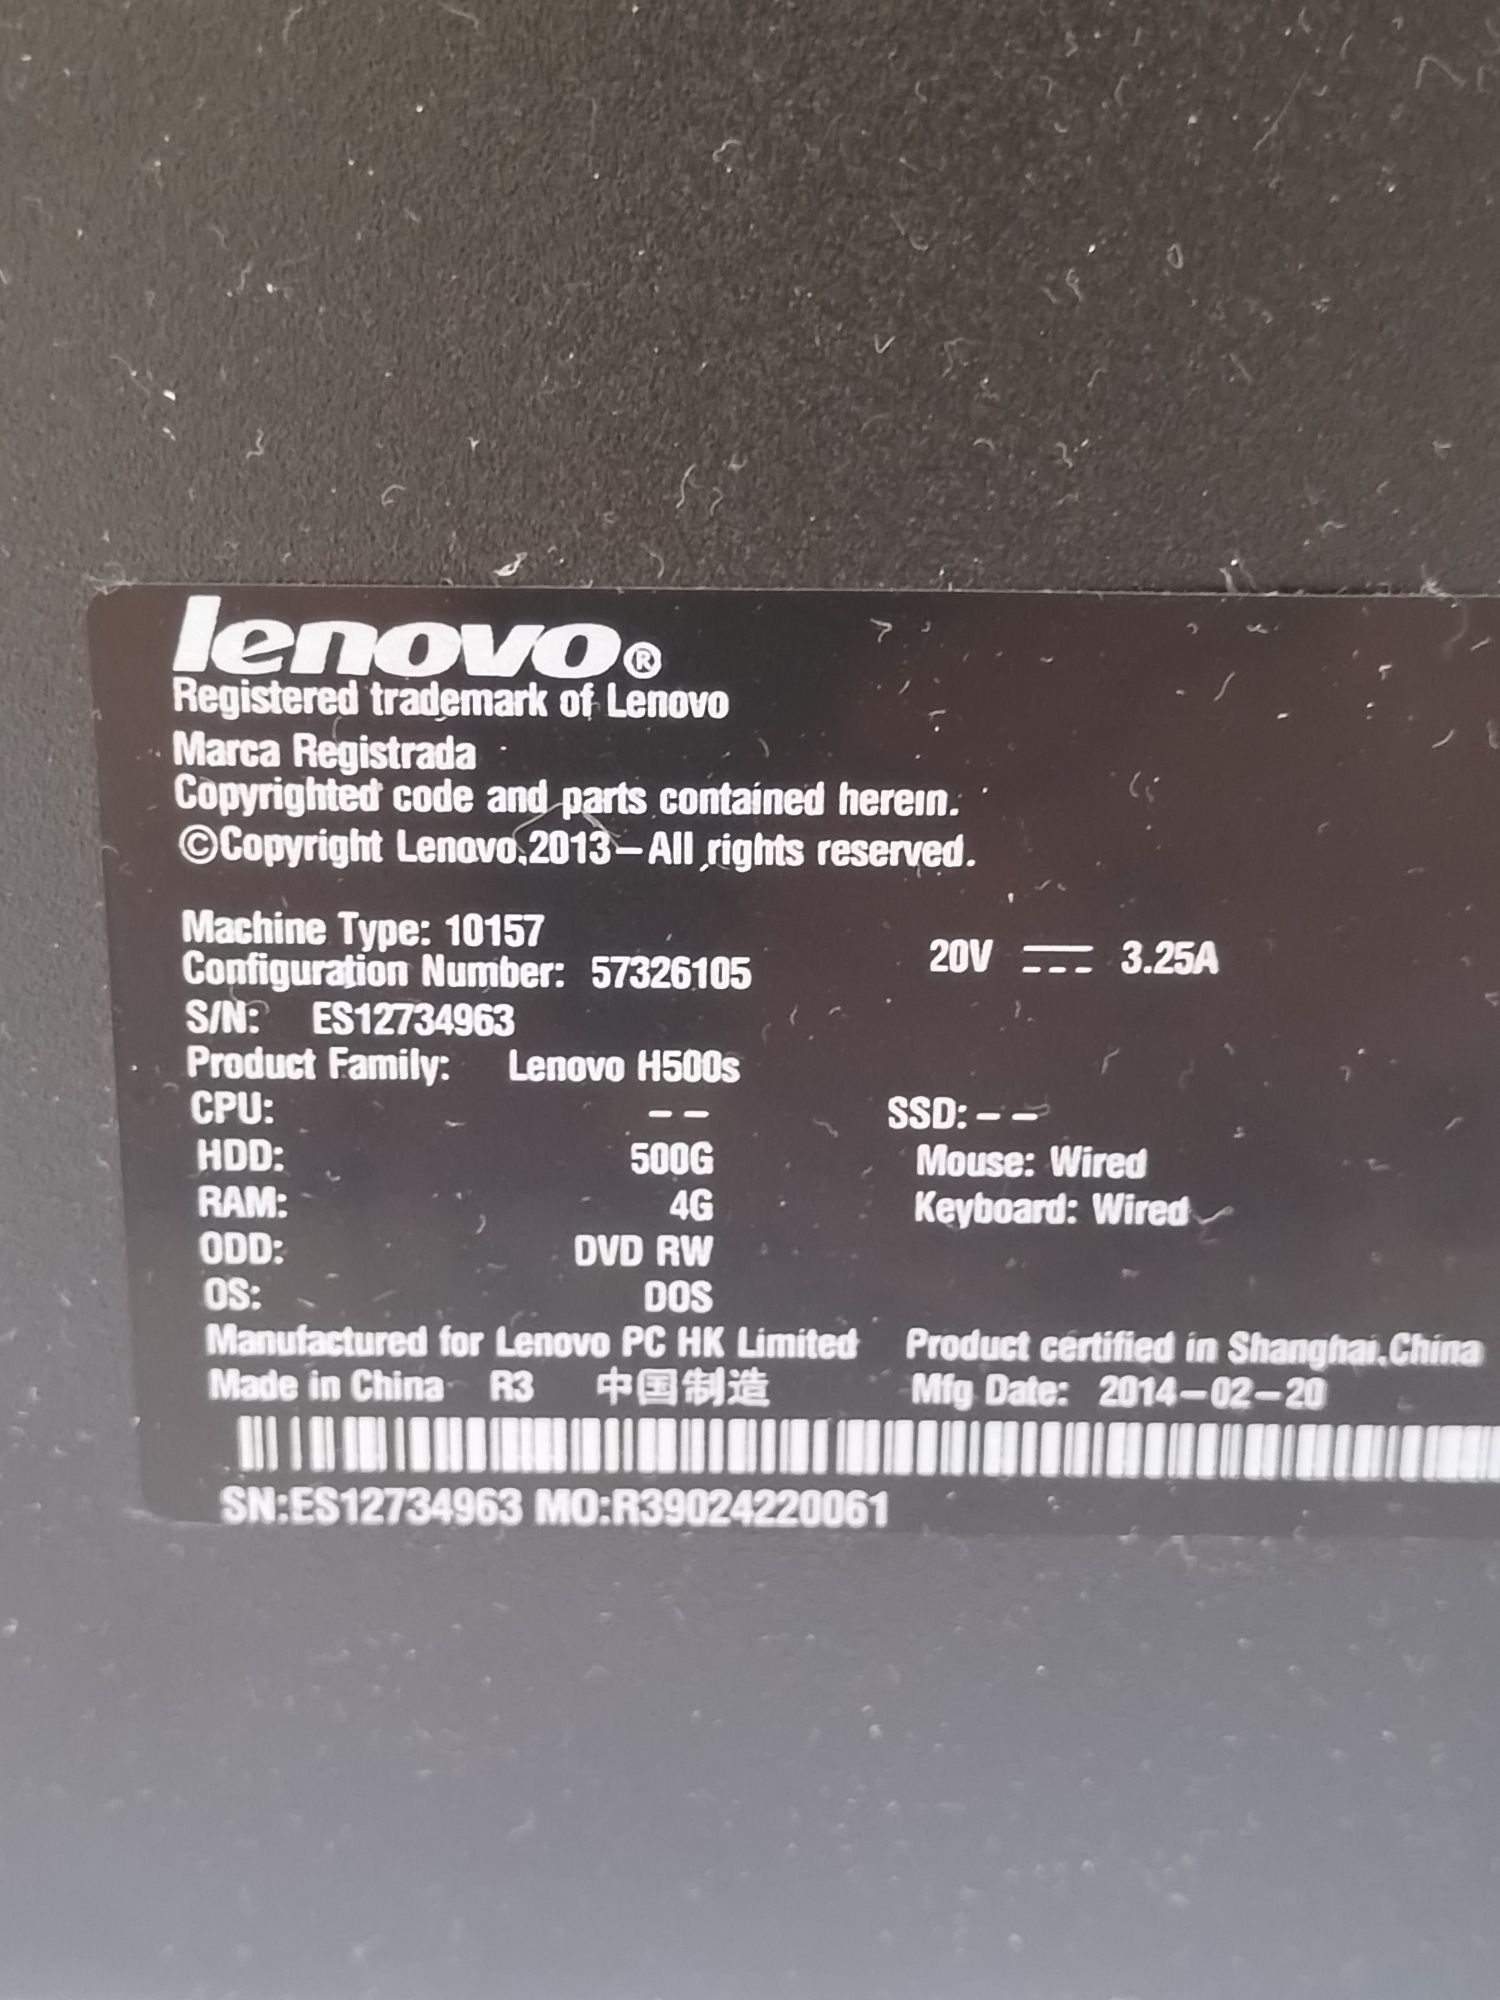 lenovo®
Registered trademark of Lenovo
Marca Registrada
Copyrighted code and parts contained herein.
©Copyright Lenovo,2013–All rights reserved.
Machine Type: 10157
20V 3.25A
Configuration Number: 57326105
S/N: ES12734963
Product Family: Lenovo H500s
CPU: – – SSD: – –
HDD: 500G Mouse: Wired
RAM: 4G Keyboard: Wired
ODD: DVD RW
OS: DOS
Manufactured for Lenovo PC HK Limited Product certified in Shanghai,China
Made in China R3 中国制造 Mfg Date: 2014–02–20
SN:ES12734963 MO:R39024220061